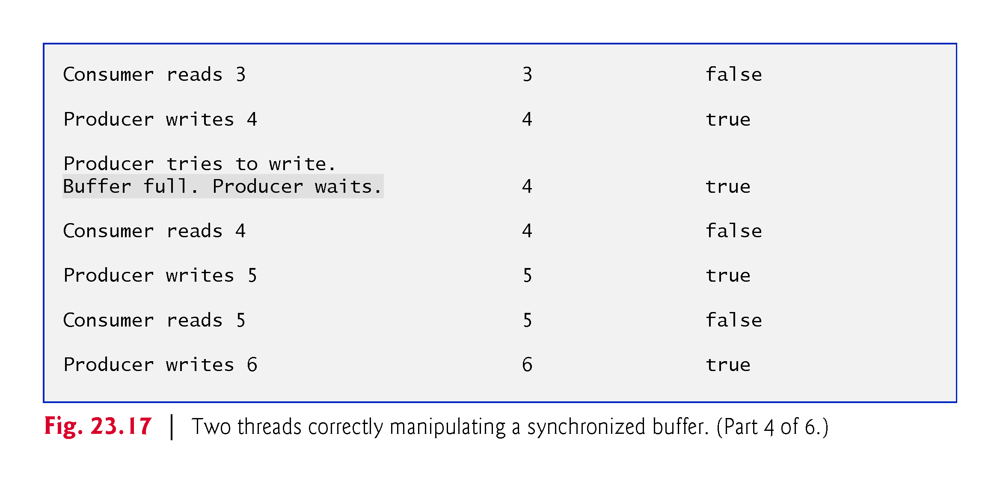 Consumer reads 3 3 false
Producer writes 4 4 true
Producer tries to write.
Buffer full. Producer waits. 4 true
Consumer reads 4 4 false
Producer writes 5 5 true
Consumer reads 5 5 false
Producer writes 6 6 true
Fig. 23.17 | Two threads correctly manipulating a synchronized buffer. (Part 4 of 6.)